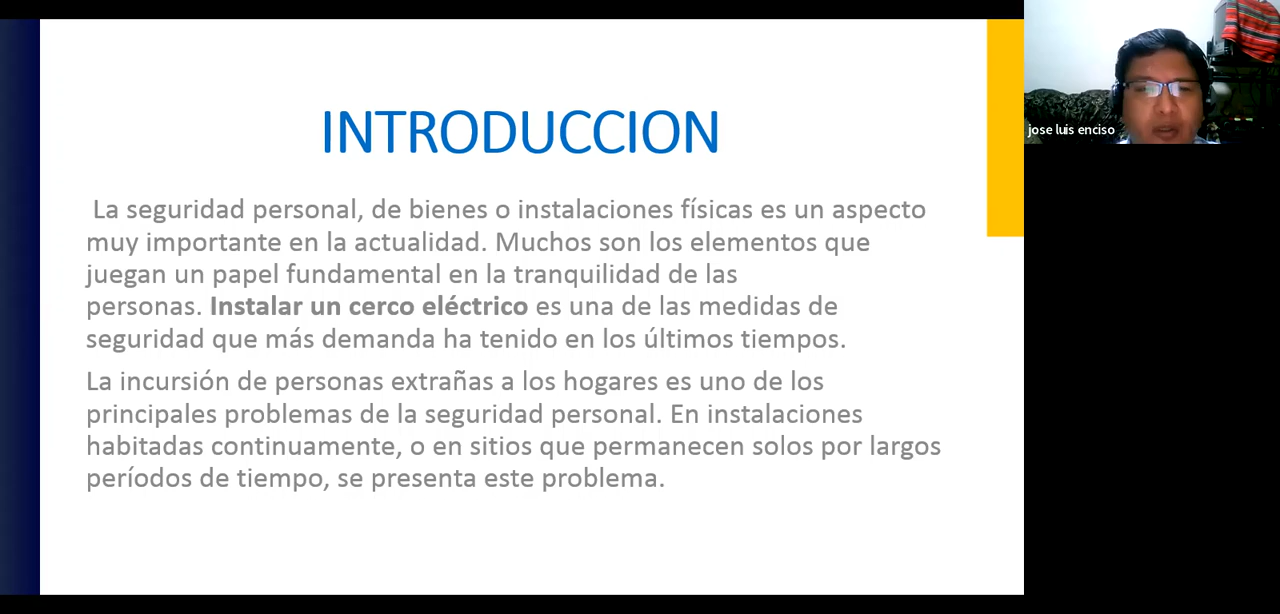 INTRODUCCION
La seguridad personal, de bienes o instalaciones físicas es un aspecto
muy importante en la actualidad. Muchos son los elementos que
juegan un papel fundamental en la tranquilidad de las
personas. Instalar un cerco eléctrico es una de las medidas de
seguridad que más demanda ha tenido en los últimos tiempos.
La incursión de personas extrañas a los hogares es uno de los
principales problemas de la seguridad personal. En instalaciones
habitadas continuamente, o en sitios que permanecen solos por largos
períodos de tiempo, se presenta este problema.
jose luis enciso